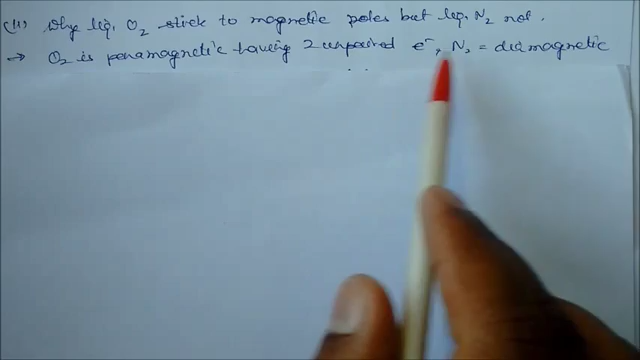 (11) Why liq. O2 stick to magnetic poles but liq. N2 not.
→ O2 is paramagnetic having 2 unpaired e-, N2 = diamagnetic